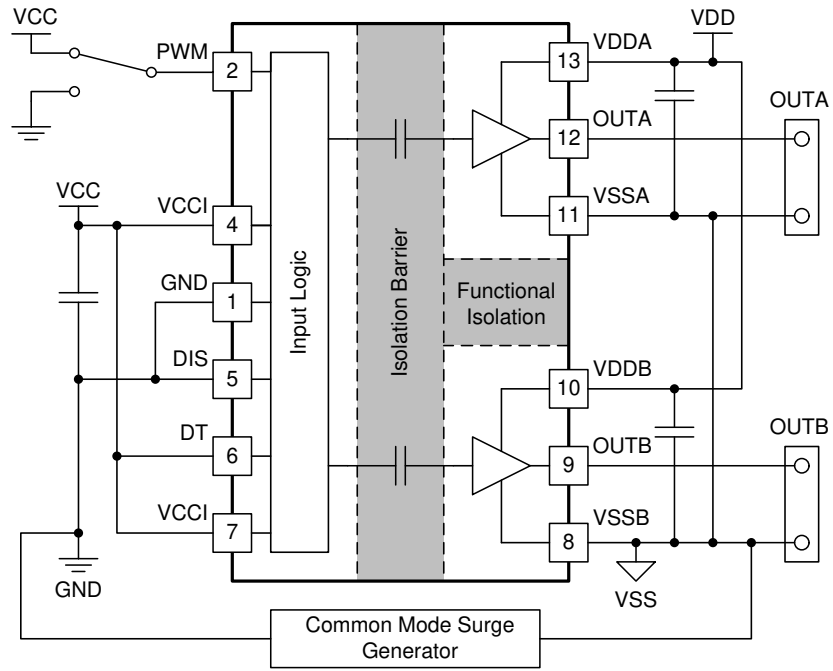 VCC
PWM
2
VCC
VCCI
4
GND
1
DIS
5
DT
6
VCCI
7
GND
Input Logic
Isolation Barrier
Functional
Isolation
VDD
13
VDDA
12
OUTA
11
VSSA
OUTA
10
VDDB
9
OUTB
8
VSSB
OUTB
VSS
Common Mode Surge
Generator